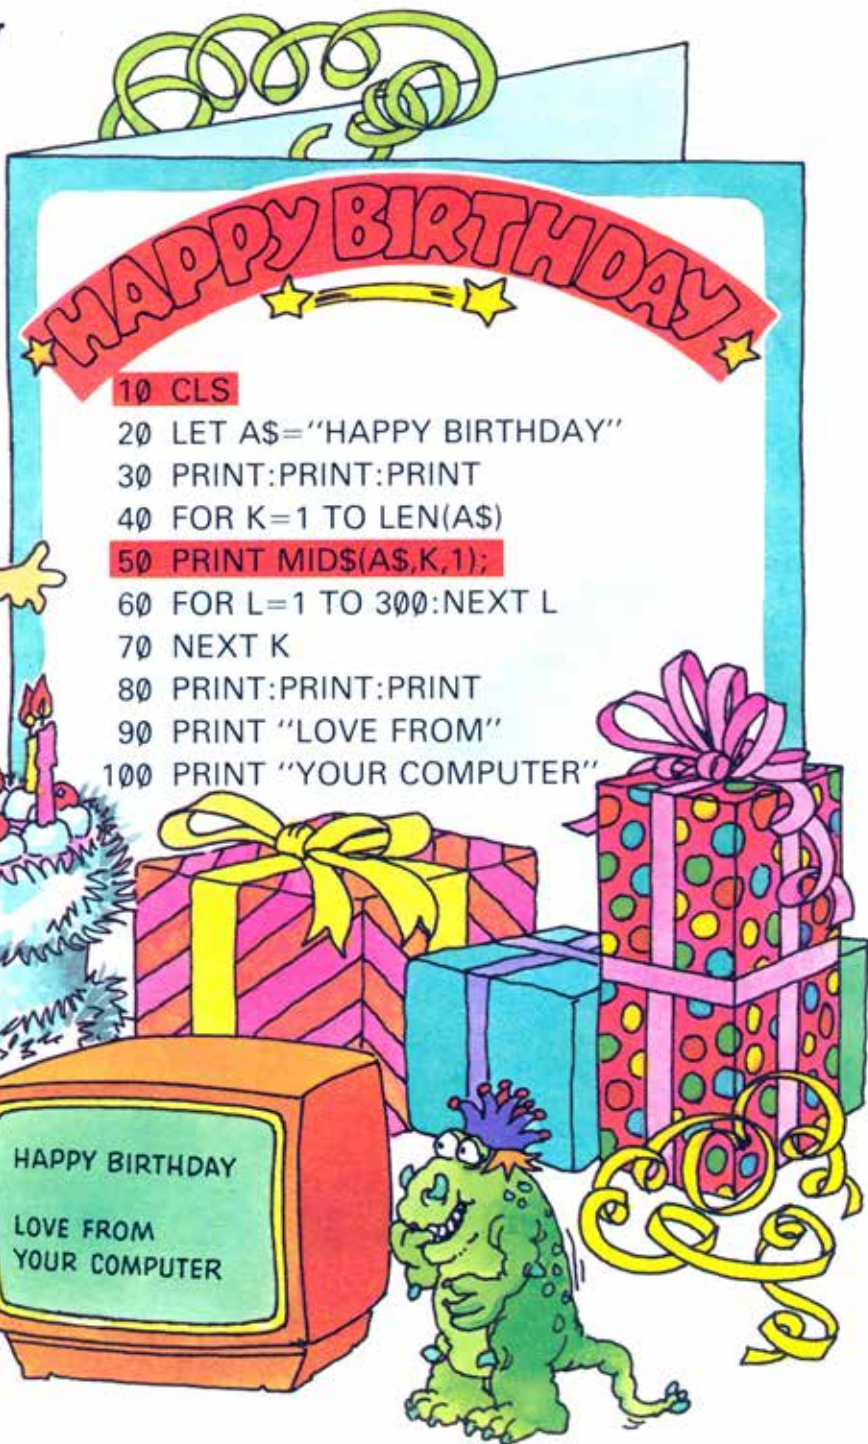 HAPPY BIRTHDAY
10 CLS
20 LET A$="HAPPY BIRTHDAY"
30 PRINT:PRINT:PRINT
40 FOR K=1 TO LEN(A$)
50 PRINT MID$(A$,K,1);
60 FOR L=1 TO 300:NEXT L
70 NEXT K
80 PRINT:PRINT:PRINT
90 PRINT "LOVE FROM"
100 PRINT "YOUR COMPUTER"
HAPPY BIRTHDAY
LOVE FROM
YOUR COMPUTER